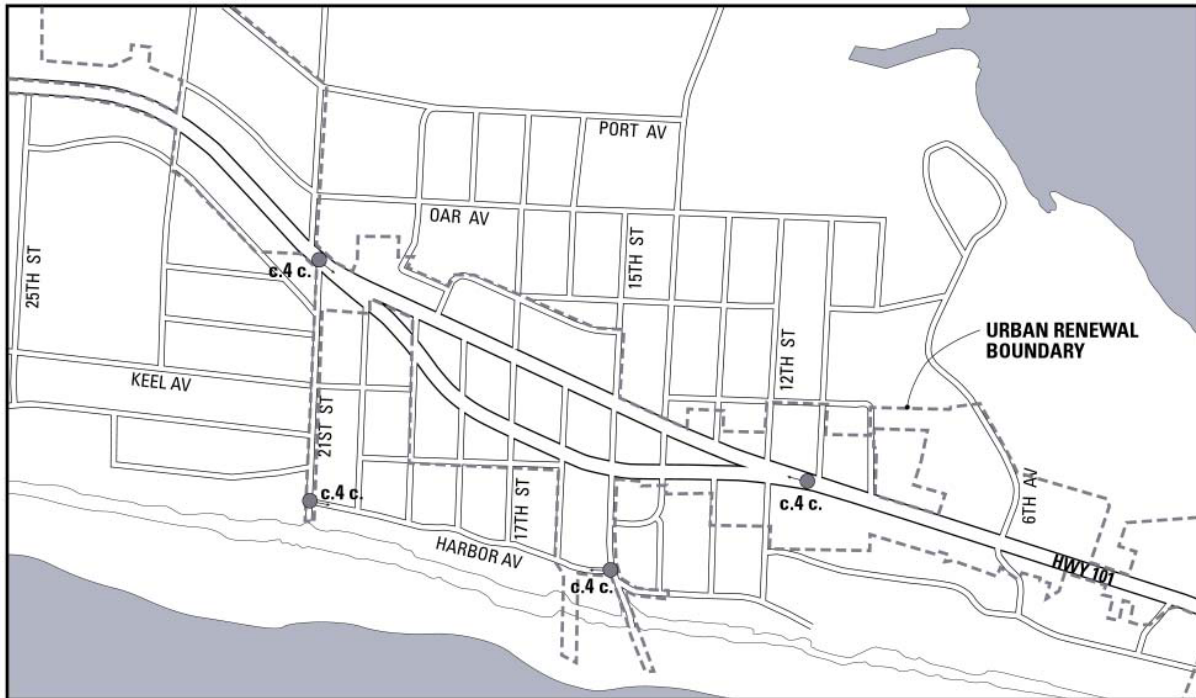 PORT AV
OAR AV
15TH ST
c.4 c.
25TH ST
12TH ST
URBAN RENEWAL
BOUNDARY
KEEL AV
21ST ST
c.4 c.
17TH ST
c.4 c.
6TH AV
HARBOR AV
c.4 c.
HWY 101